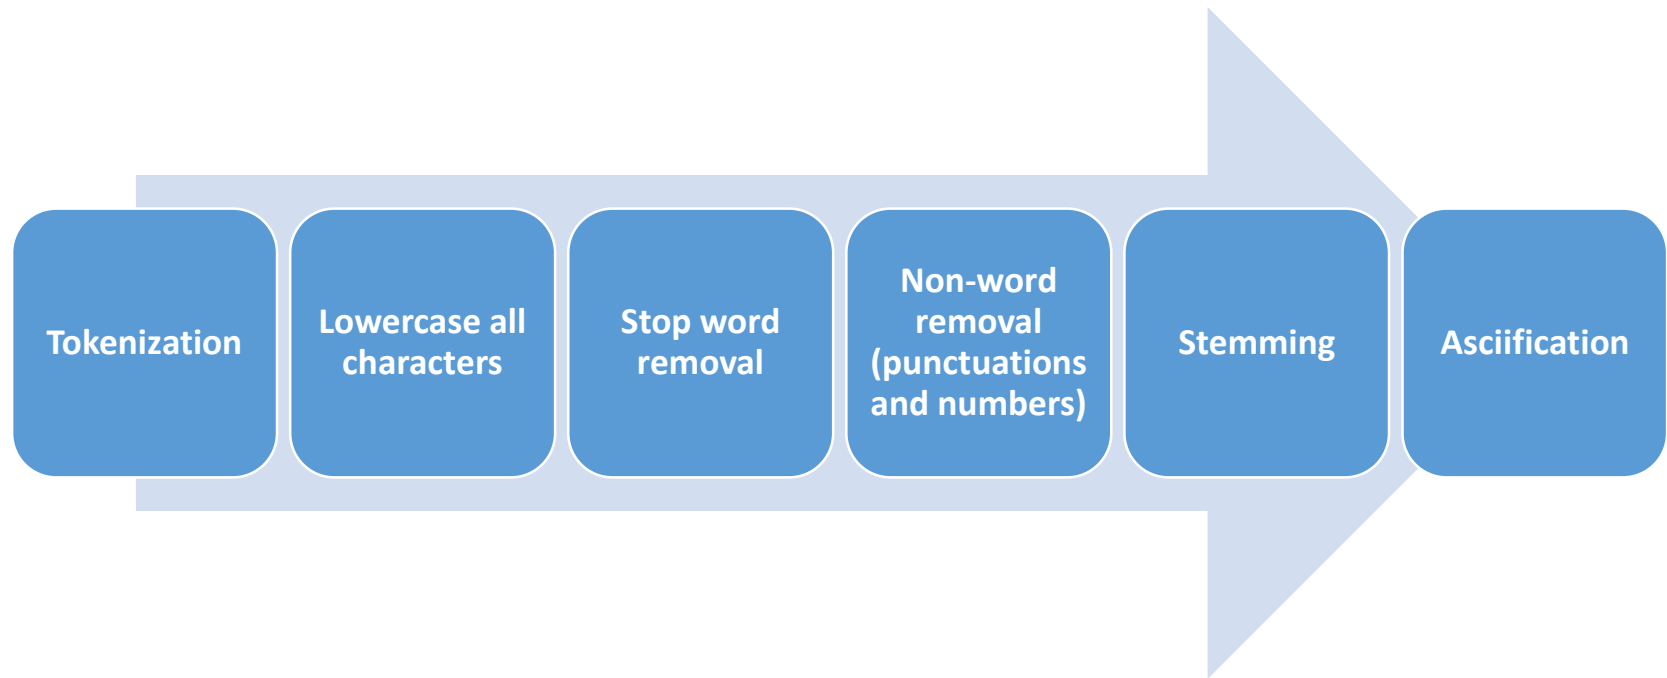 Tokenization
Lowercase all
characters
Stop word
removal
Non-word
removal
(punctuations
and numbers)
Stemming
Asciification